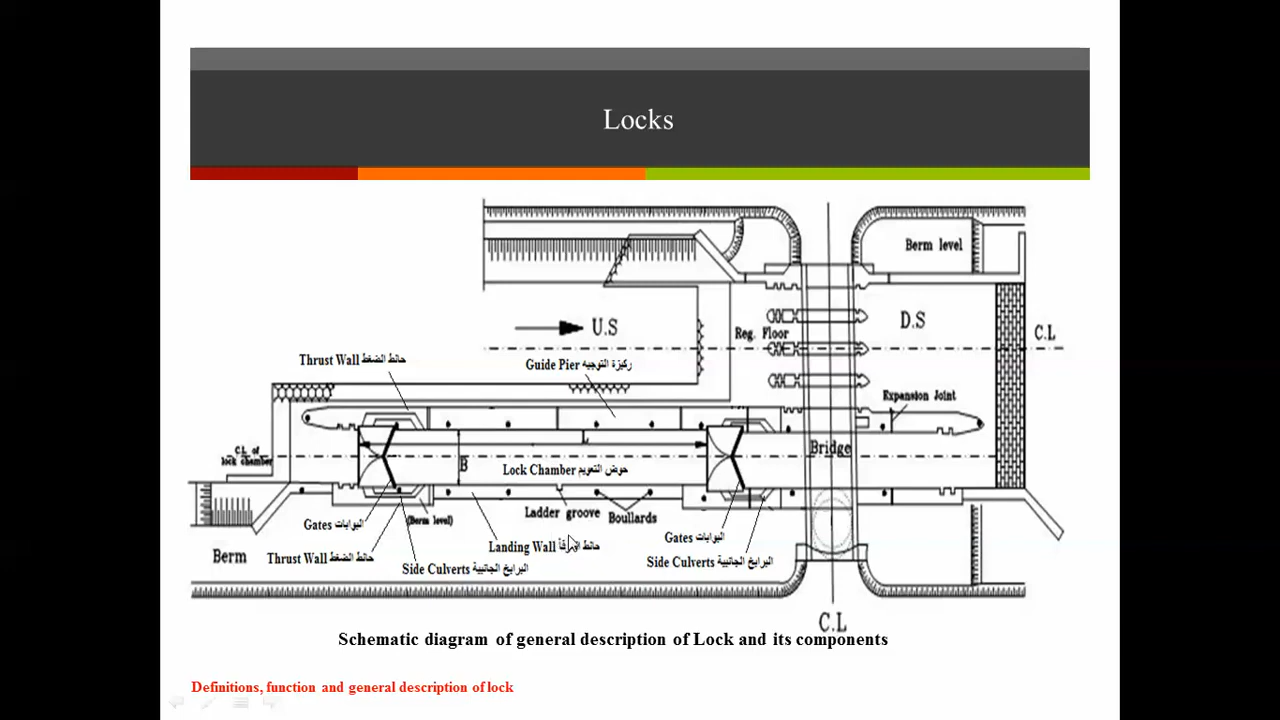 Locks
Berm level
U.S
D.S
C.L
Reg. Floor
Thrust Wall حائط الضغط
Guide Pier ركيزة التوجيه
Expansion Joint
L
C.L of
lock chamber
B
Bridge
Lock Chamber حوض التعويم
Ladder groove
Boullards
Gates البوابات
(Berm level)
Gates البوابات
Landing Wall حائط
Berm
Thrust Wall حائط الضغط
Side Culverts البرابخ الجانبية
Side Culverts البرابخ الجانبية
C.L
Schematic diagram of general description of Lock and its components
Definitions, function and general description of lock